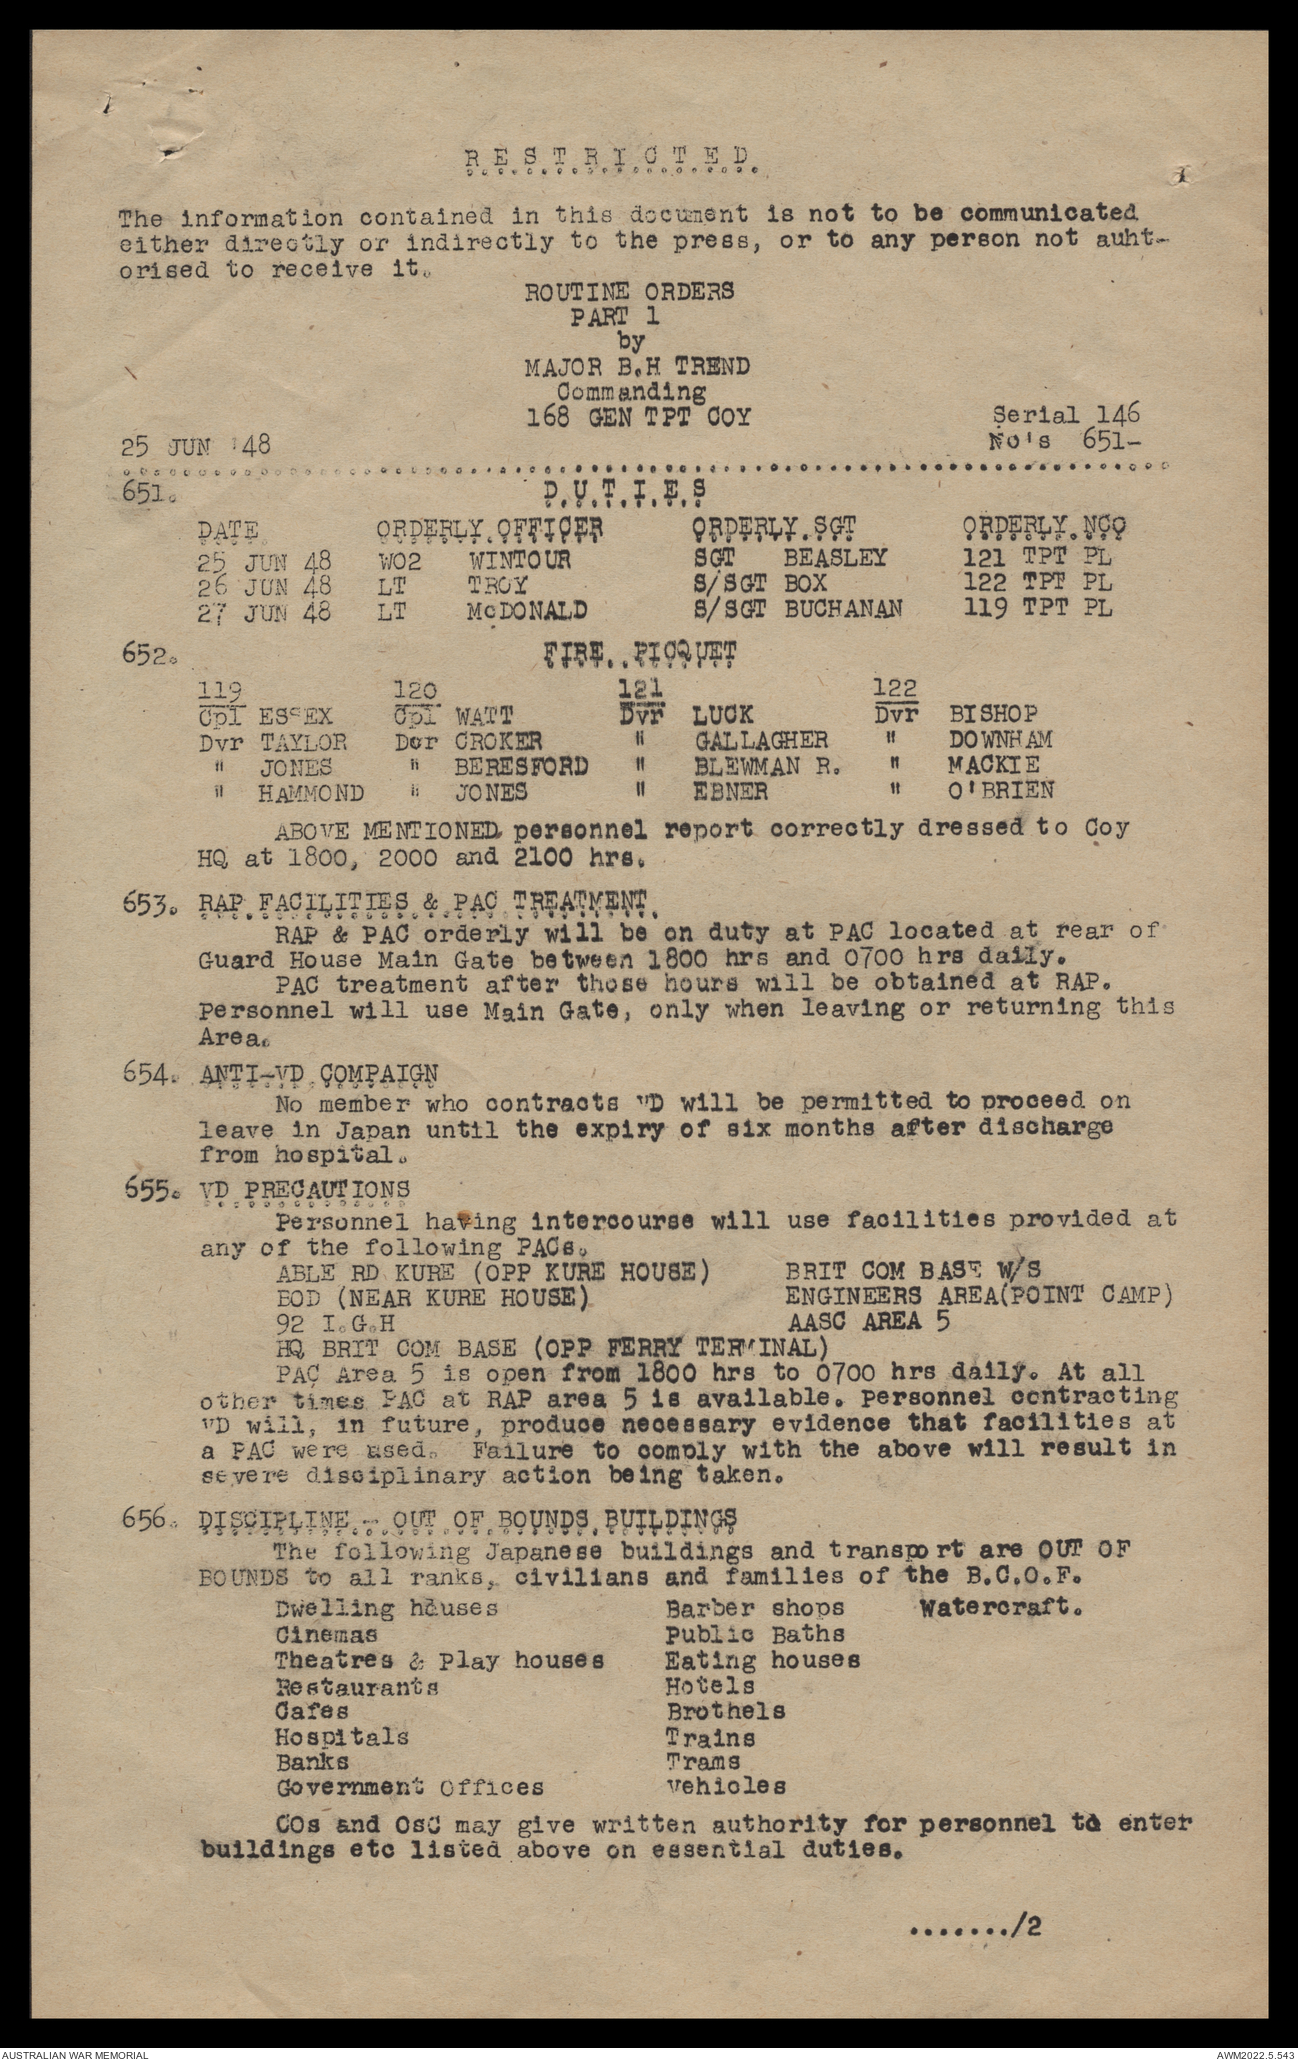 RESTRICTED
The information contained in this document is not to be communicated
either directly or indirectly to the press, or to any person not auht-
orised to receive it.
ROUTINE ORDERS
PART 1
by
MAJOR B.H TREND
Commanding
168 GEN TPT COY
Serial 146
25 JUN '48 No's 651-
651. D.U.T.I.E.S
DATE ORDERLY OFFICER ORDERLY SGT ORDERLY NCO
25 JUN 48 WO2 WINTOUR SGT BEASLEY 121 TPT PL
26 JUN 48 LT TROY S/SGT BOX 122 TPT PL
27 JUN 48 LT McDONALD S/SGT BUCHANAN 119 TPT PL
652. FIRE PICQUET
119 120 121 122
Cpl ESSEX Cpl WATT Dvr LUCK Dvr BISHOP
Dvr TAYLOR Dcr CROKER " GALLAGHER " DOWNHAM
" JONES " BERESFORD " BLEWMAN R. " MACKIE
" HAMMOND " JONES " EBNER " O'BRIEN
ABOVE MENTIONED personnel report correctly dressed to Coy
HQ at 1800, 2000 and 2100 hrs.
653. RAP FACILITIES & PAC TREATMENT.
RAP & PAC orderly will be on duty at PAC located at rear of
Guard House Main Gate between 1800 hrs and 0700 hrs daily.
PAC treatment after those hours will be obtained at RAP.
Personnel will use Main Gate, only when leaving or returning this
Area.
654. ANTI-VD COMPAIGN
No member who contracts VD will be permitted to proceed on
leave in Japan until the expiry of six months after discharge
from hospital.
655. VD PRECAUTIONS
Personnel having intercourse will use facilities provided at
any of the following PACs.
ABLE RD KURE (OPP KURE HOUSE) BRIT COM BASE W/S
BOD (NEAR KURE HOUSE) ENGINEERS AREA(POINT CAMP)
92 I.G.H AASC AREA 5
HQ BRIT COM BASE (OPP FERRY TERMINAL)
PAC Area 5 is open from 1800 hrs to 0700 hrs daily. At all
other times PAC at RAP area 5 is available. Personnel contracting
VD will, in future, produce necessary evidence that facilities at
a PAC were used. Failure to comply with the above will result in
severe disciplinary action being taken.
656. DISCIPLINE - OUT OF BOUNDS BUILDINGS
The following Japanese buildings and transport are OUT OF
BOUNDS to all ranks, civilians and families of the B.C.O.F.
Dwelling houses Barber shops Watercraft.
Cinemas Public Baths
Theatres & Play houses Eating houses
Restaurants Hotels
Cafes Brothels
Hospitals Trains
Banks Trams
Government Offices Vehicles
COs and OsC may give written authority for personnel to enter
buildings etc listed above on essential duties.
......./2
AUSTRALIAN WAR MEMORIAL AWM2022.5.543